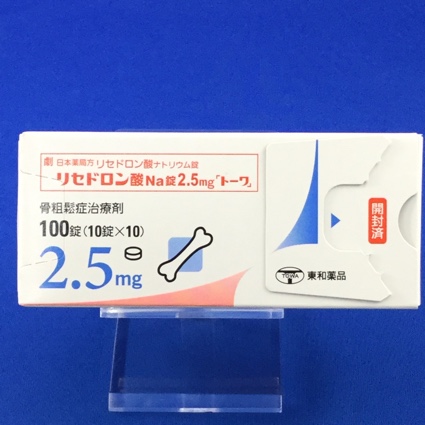 劇 日本薬局方 リセドロン酸ナトリウム錠
リセドロン酸Na錠2.5mg「トーワ」
骨粗鬆症治療剤
100錠(10錠×10)
2.5mg
開封済
TOWA 東和薬品